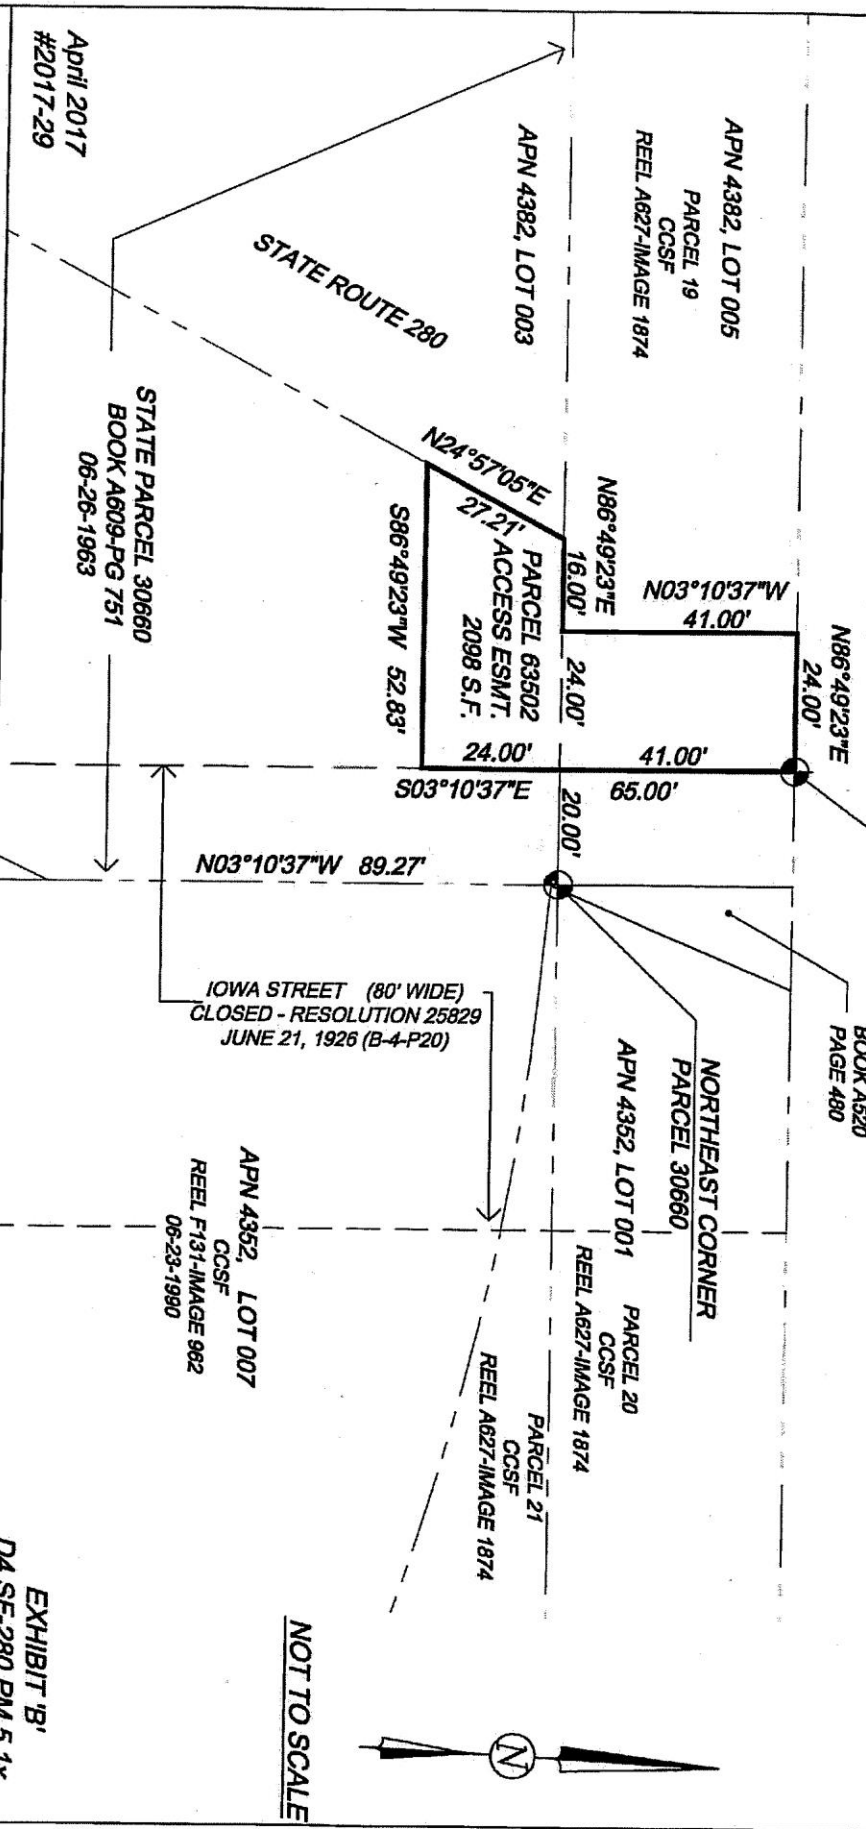 April 2017
#2017-29
APN 4382, LOT 005
PARCEL 19
CCSF
REEL A627-IMAGE 1874
APN 4382, LOT 003
STATE ROUTE 280
STATE PARCEL 30660
BOOK A609-PG 751
06-26-1963
N24°57'05"E
27.21'
N86°49'23"E
16.00'
N03°10'37"W
41.00'
N86°49'23"E
24.00'
PARCEL 63502
ACCESS ESMT.
2098 S.F.
S86°49'23"W 52.83'
24.00'
24.00'
41.00'
S03°10'37"E
65.00'
20.00'
N03°10'37"W 89.27'
IOWA STREET (80' WIDE)
CLOSED - RESOLUTION 25829
JUNE 21, 1926 (B-4-P20)
BOOK A520
PAGE 480
NORTHEAST CORNER
PARCEL 30660
APN 4352, LOT 001
PARCEL 20
CCSF
REEL A627-IMAGE 1874
APN 4352, LOT 007
CCSF
REEL F131-IMAGE 962
06-23-1990
PARCEL 21
CCSF
REEL A627-IMAGE 1874
N
NOT TO SCALE
EXHIBIT 'B'